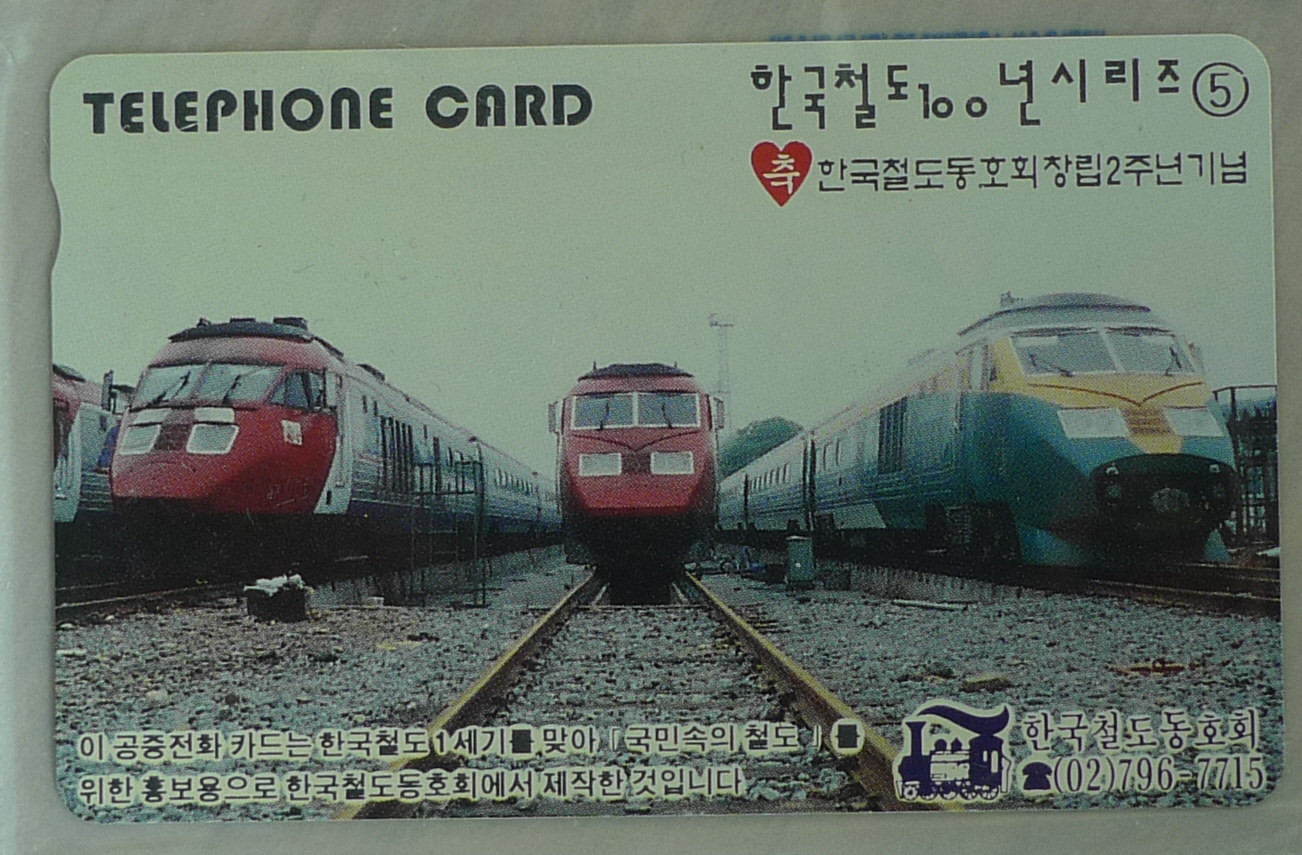 TELEPHONE CARD
한국철도100년시리즈⑤
축 한국철도동호회창립2주년기념
이 공중전화 카드는 한국철도 1세기를 맞아 「국민속의 철도」를
위한 홍보용으로 한국철도동호회에서 제작한 것입니다
한국철도동호회
☎(02)796-7715